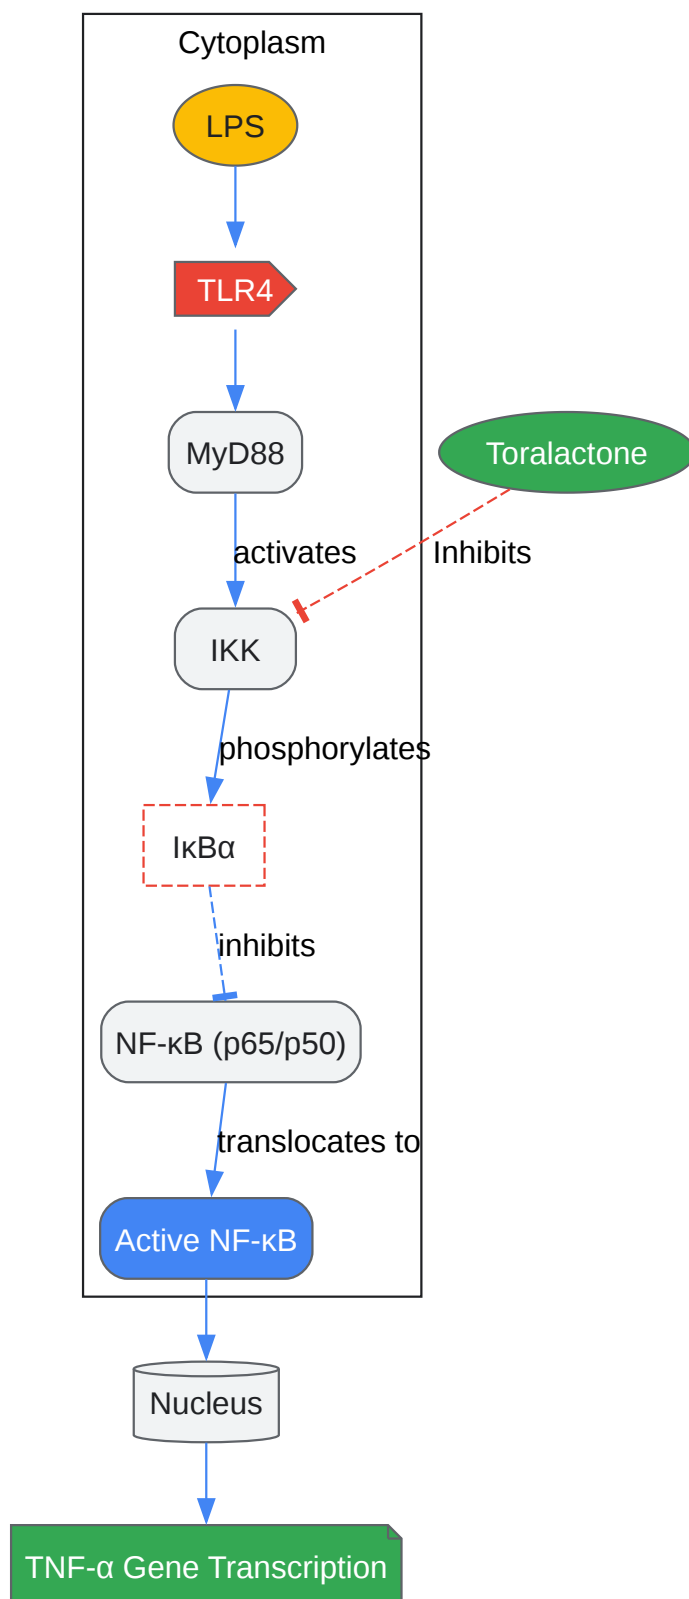 Cytoplasm
LPS
TLR4
MyD88
Toralactone
activates
Inhibits
IKK
phosphorylates
IκBα
inhibits
NF-κB (p65/p50)
translocates to
Active NF-κB
Nucleus
TNF-α Gene Transcription